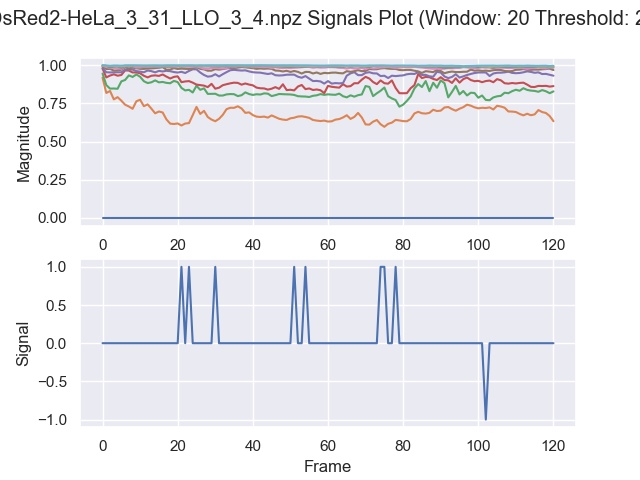 sRed2-HeLa_3_31_LLO_3_4.npz Signals Plot (Window: 20 Threshold:
1.00
0.75
0.50
0.25
0.00
Magnitude
0 20 40 60 80 100 120
1.0
0.5
0.0
−0.5
−1.0
Signal
0 20 40 60 80 100 120
Frame